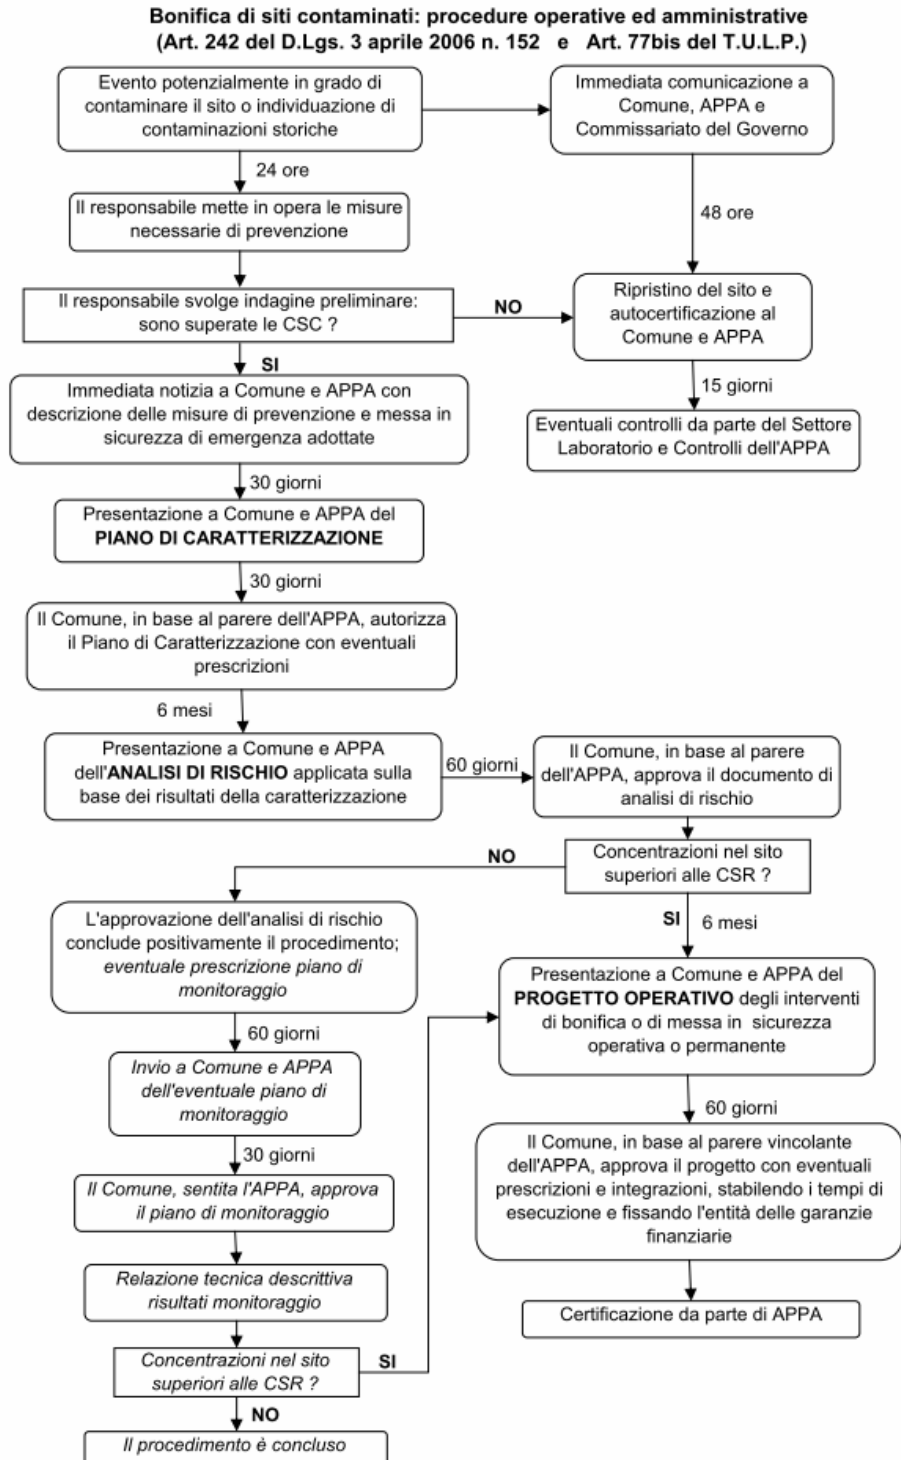 Bonifica di siti contaminati: procedure operative ed amministrative
(Art. 242 del D.Lgs. 3 aprile 2006 n. 152 e Art. 77bis del T.U.L.P.)
Evento potenzialmente in grado di
contaminare il sito o individuazione di
contaminazioni storiche
Immediata comunicazione a
Comune, APPA e
Commissariato del Governo
24 ore
48 ore
Il responsabile mette in opera le misure
necessarie di prevenzione
Il responsabile svolge indagine preliminare:
sono superate le CSC ?
NO
Ripristino del sito e
autocertificazione al
Comune e APPA
SI
15 giorni
Immediata notizia a Comune e APPA con
descrizione delle misure di prevenzione e messa in
sicurezza di emergenza adottate
Eventuali controlli da parte del Settore
Laboratorio e Controlli dell'APPA
30 giorni
Presentazione a Comune e APPA del
PIANO DI CARATTERIZZAZIONE
30 giorni
Il Comune, in base al parere dell'APPA, autorizza
il Piano di Caratterizzazione con eventuali
prescrizioni
6 mesi
Presentazione a Comune e APPA
dell'ANALISI DI RISCHIO applicata sulla
base dei risultati della caratterizzazione
60 giorni
Il Comune, in base al parere
dell'APPA, approva il documento di
analisi di rischio
Concentrazioni nel sito
superiori alle CSR ?
NO
SI
6 mesi
L'approvazione dell'analisi di rischio
conclude positivamente il procedimento;
eventuale prescrizione piano di
monitoraggio
60 giorni
Invio a Comune e APPA
dell'eventuale piano di
monitoraggio
30 giorni
Il Comune, sentita l'APPA, approva
il piano di monitoraggio
Relazione tecnica descrittiva
risultati monitoraggio
Concentrazioni nel sito
superiori alle CSR ?
SI
NO
Il procedimento è concluso
Presentazione a Comune e APPA del
PROGETTO OPERATIVO degli interventi
di bonifica o di messa in sicurezza
operativa o permanente
60 giorni
Il Comune, in base al parere vincolante
dell'APPA, approva il progetto con eventuali
prescrizioni e integrazioni, stabilendo i tempi di
esecuzione e fissando l'entità delle garanzie
finanziarie
Certificazione da parte di APPA